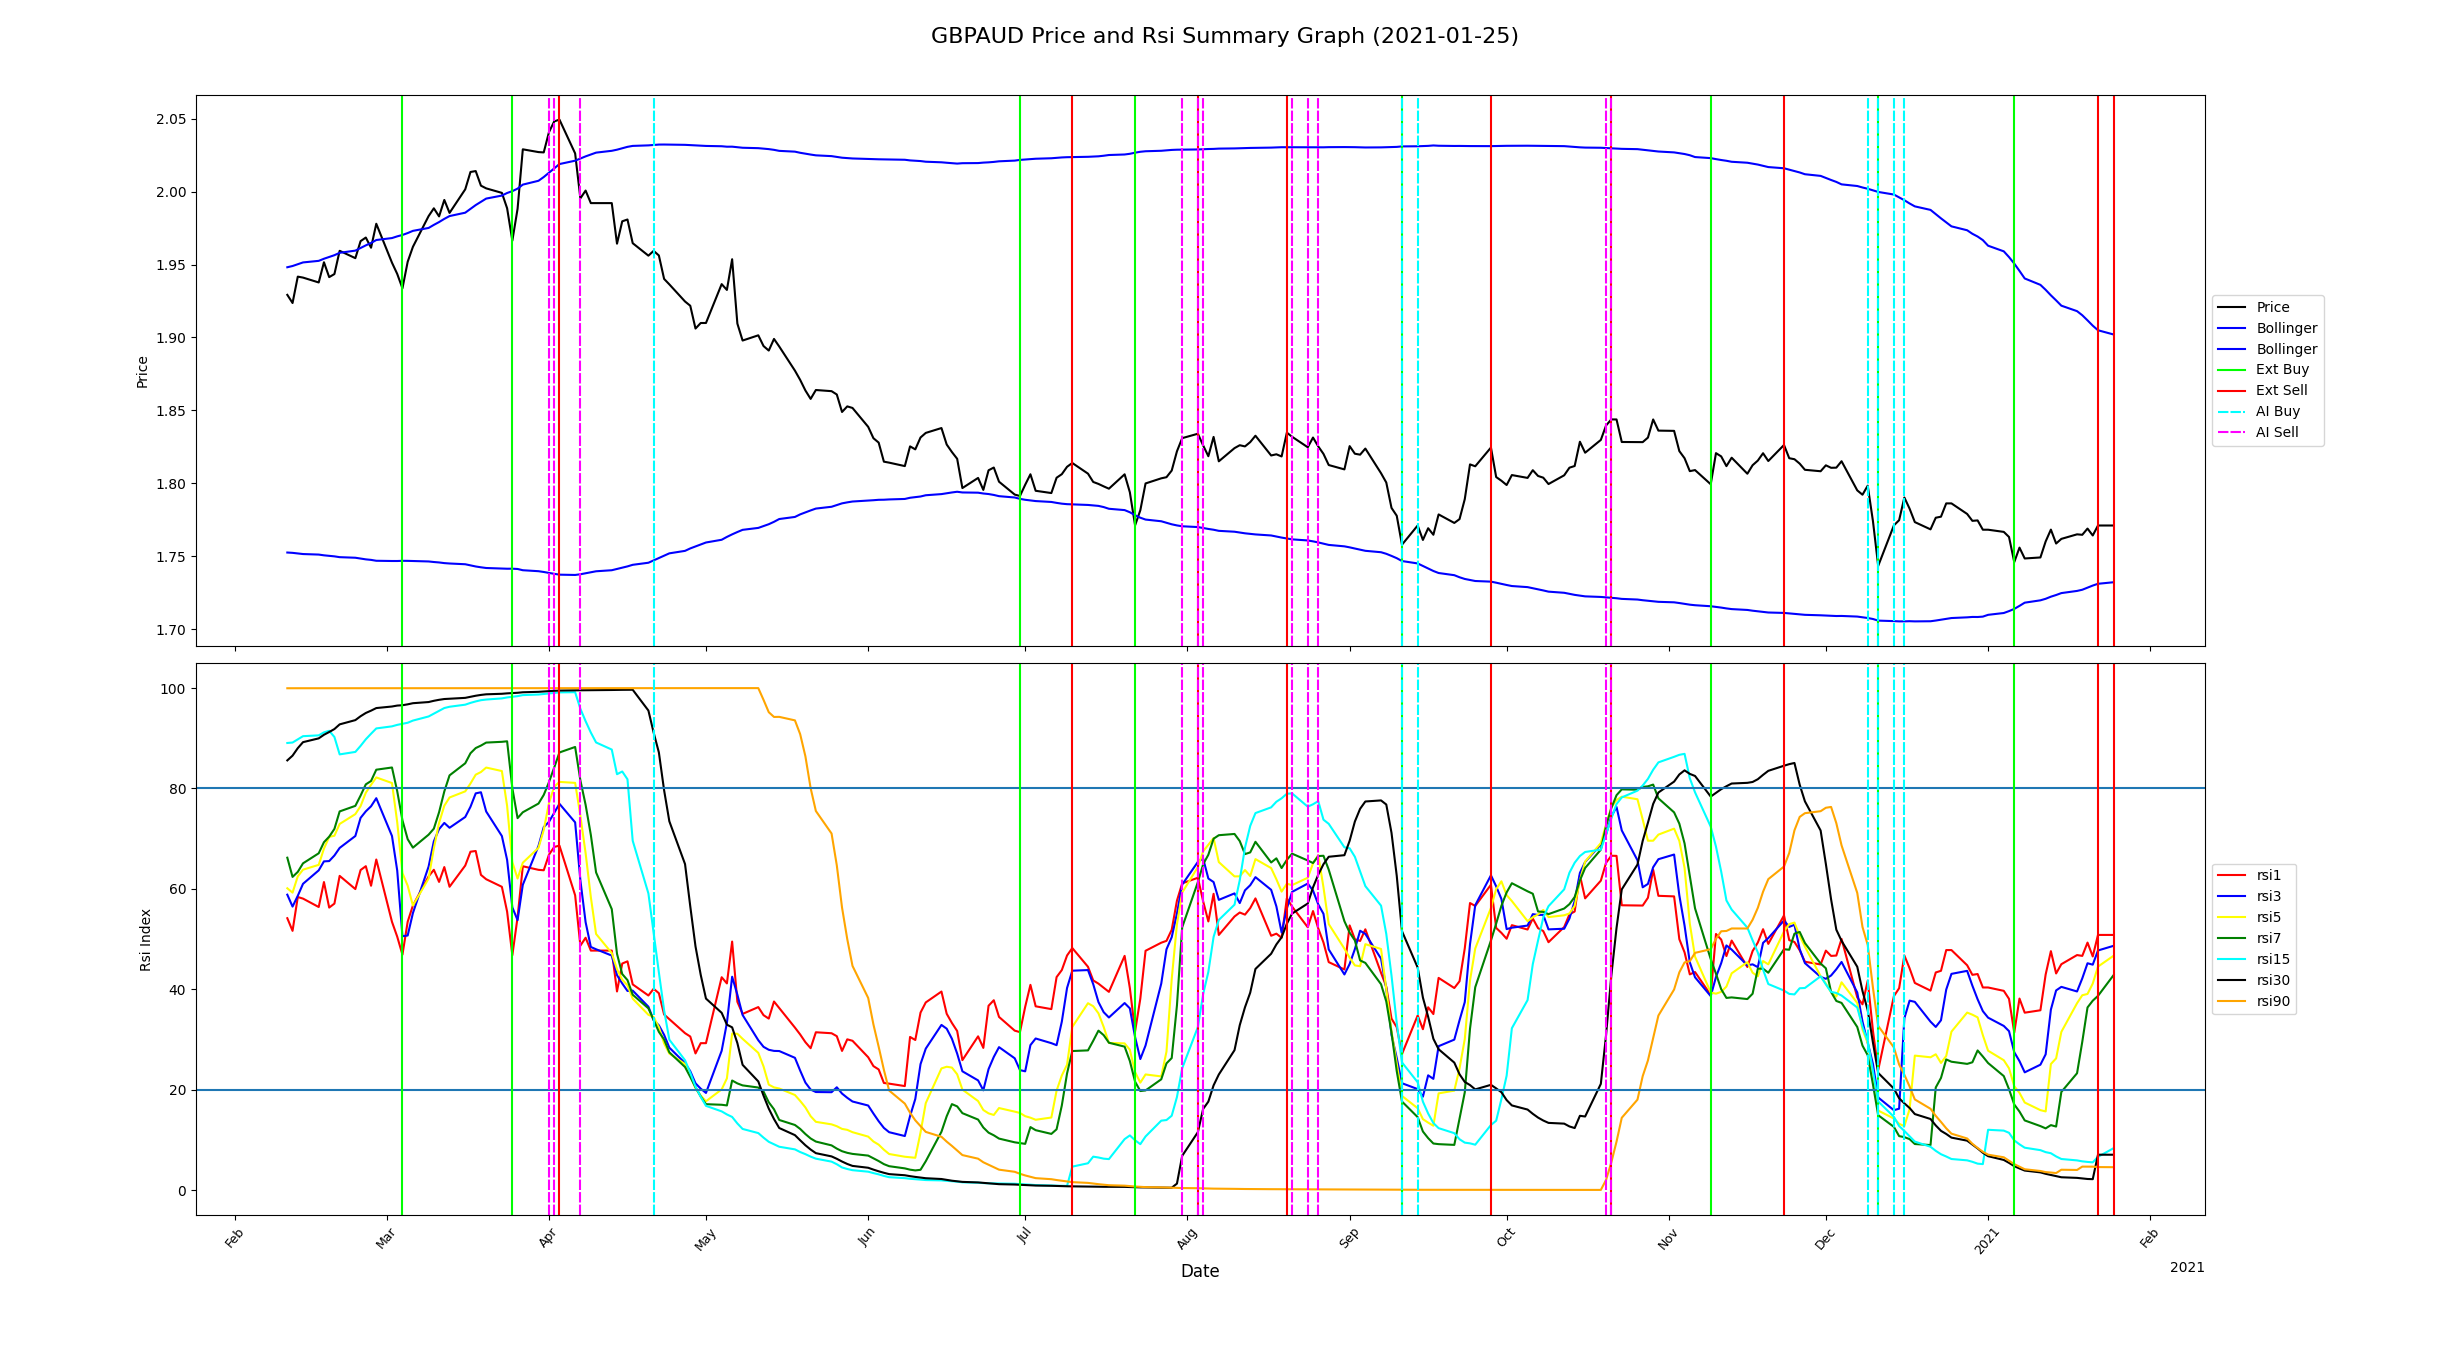 GBPAUD Price and Rsi Summary Graph (2021-01-25)
2.05
2.00
1.95
1.90
1.85
1.80
1.75
1.70
Price
Price
Bollinger
Bollinger
Ext Buy
Ext Sell
AI Buy
AI Sell
100
80
60
40
20
0
Rsi Index
rsi1
rsi3
rsi5
rsi7
rsi15
rsi30
rsi90
Feb
Mar
Apr
May
Jun
Jul
Aug
Sep
Oct
Nov
Dec
2021
Feb
Date
2021